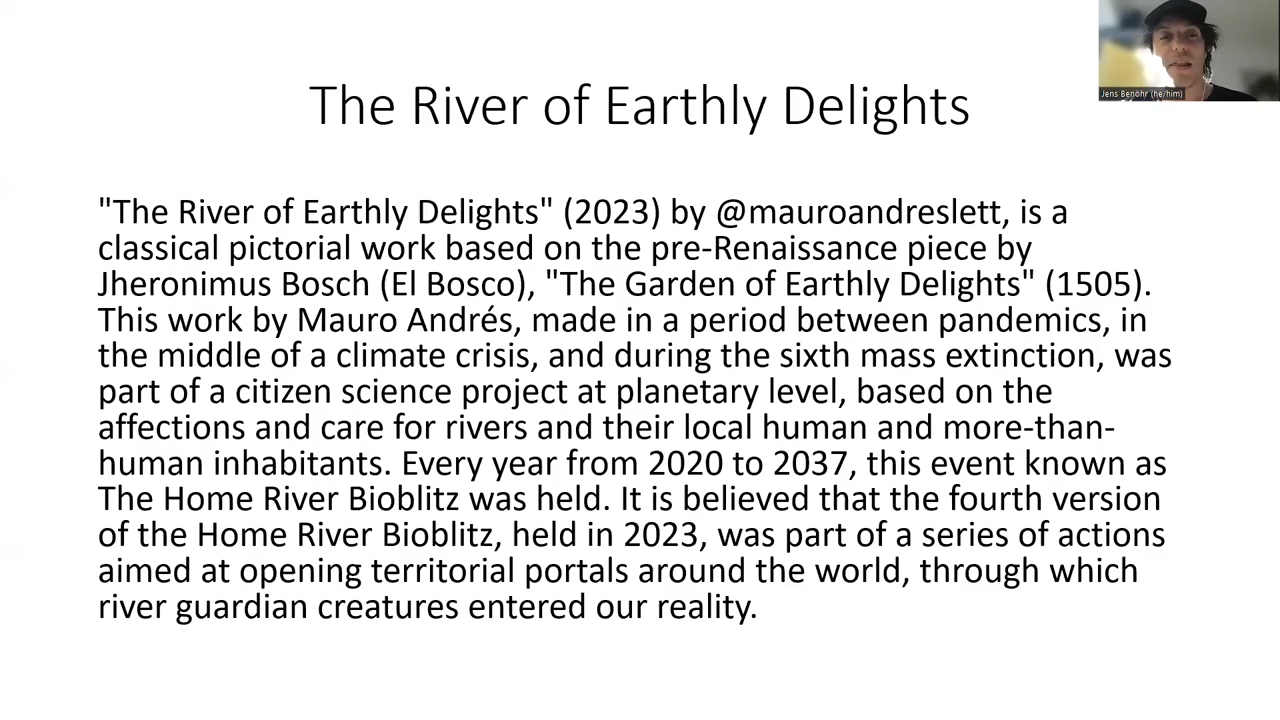 The River of Earthly Delights
"The River of Earthly Delights" (2023) by @mauroandreslett, is a
classical pictorial work based on the pre-Renaissance piece by
Jheronimus Bosch (El Bosco), "The Garden of Earthly Delights" (1505).
This work by Mauro Andrés, made in a period between pandemics, in
the middle of a climate crisis, and during the sixth mass extinction, was
part of a citizen science project at planetary level, based on the
affections and care for rivers and their local human and more-than-
human inhabitants. Every year from 2020 to 2037, this event known as
The Home River Bioblitz was held. It is believed that the fourth version
of the Home River Bioblitz, held in 2023, was part of a series of actions
aimed at opening territorial portals around the world, through which
river guardian creatures entered our reality.
Jens Benöhr (he/him)